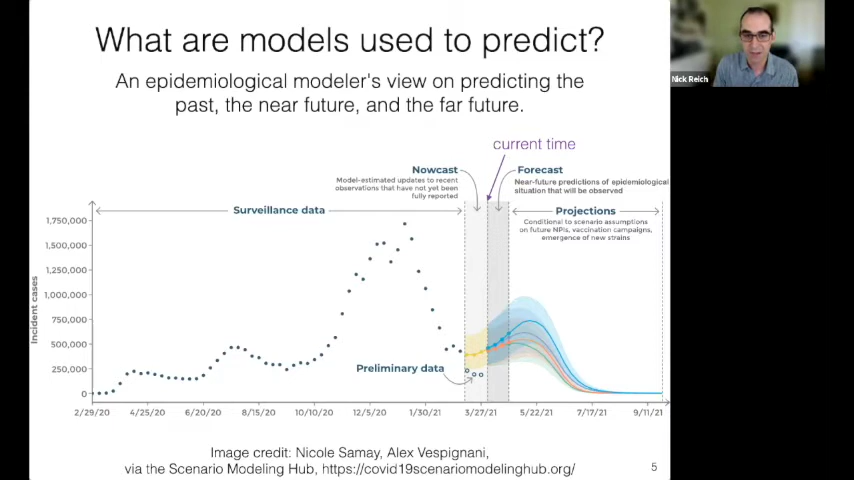 What are models used to predict?
An epidemiological modeler's view on predicting the
past, the near future, and the far future.
Nick Reich
current time
Nowcast
Model-estimated updates to recent
observations that have not yet been
fully reported
Forecast
Near-future predictions of epidemiological
situation that will be observed
Surveillance data
Projections
Conditional to scenario assumptions
on future NPIs, vaccination campaigns,
emergence of new strains
Incident cases
1,750,000
1,500,000
1,250,000
1,000,000
750,000
500,000
250,000
0
Preliminary data
2/29/20 4/25/20 6/20/20 8/15/20 10/10/20 12/5/20 1/30/21 3/27/21 5/22/21 7/17/21 9/11/21
Image credit: Nicole Samay, Alex Vespignani,
via the Scenario Modeling Hub, https://covid19scenariomodelinghub.org/
5